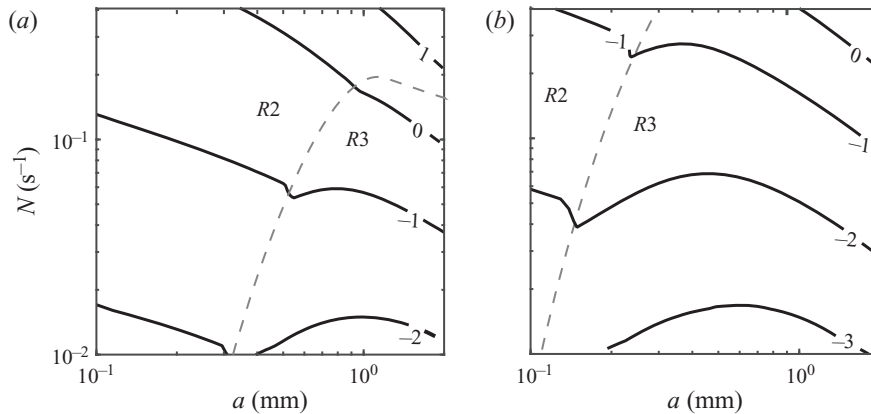 (a)
(b)
1
0
–1
–2
R2
R3
10⁻¹
10⁻²
10⁻¹
10⁰
N (s⁻¹)
a (mm)
0
–1
–1
–2
–3
R2
R3
10⁻¹
10⁰
a (mm)